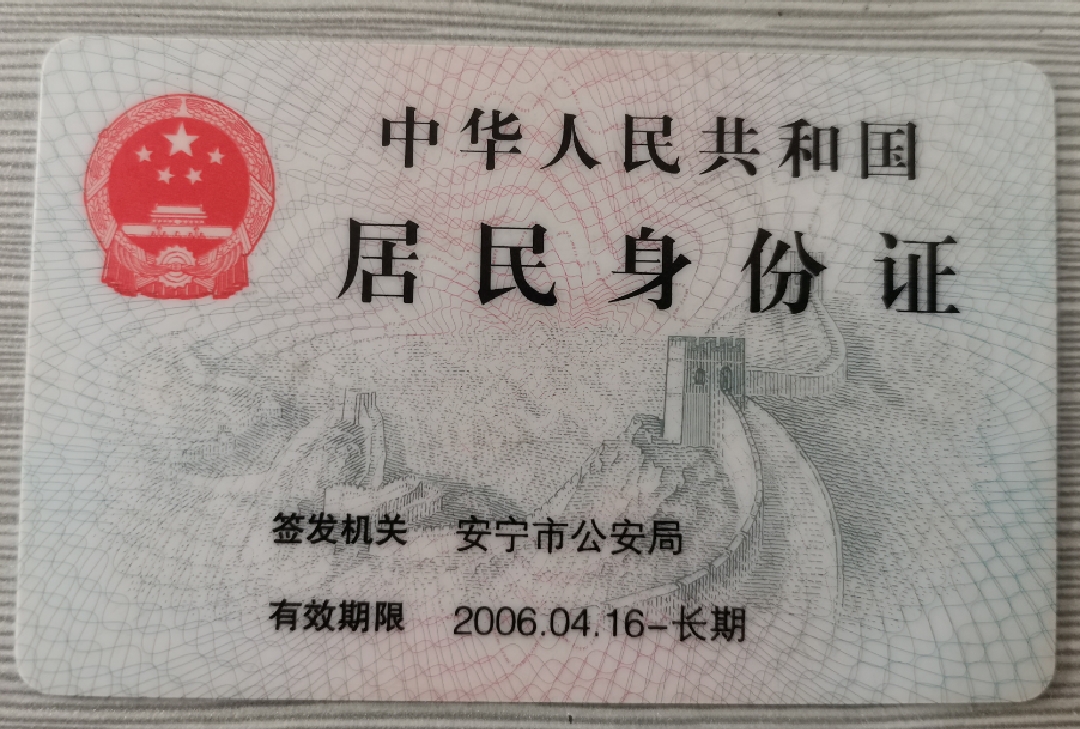 中华人民共和国
居民身份证
签发机关 安宁市公安局
有效期限 2006.04.16-长期